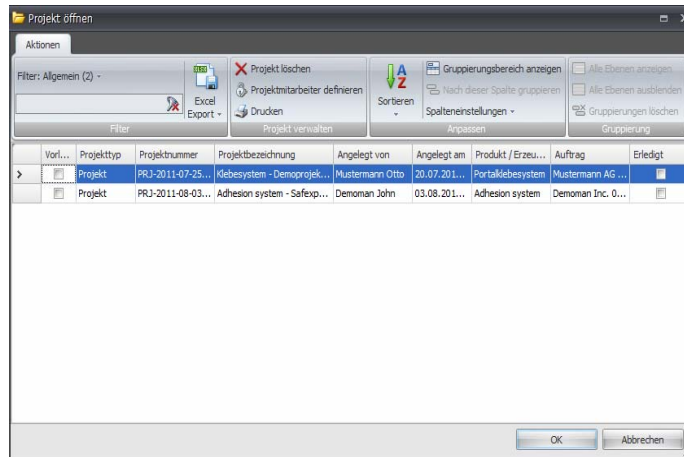 Projekt öffnen
Aktionen
Filter: Allgemein (2)
Excel Export
Filter
Projekt löschen
Projektmitarbeiter definieren
Drucken
Projekt verwalten
A
Z
Sortieren
Gruppierungsbereich anzeigen
Nach dieser Spalte gruppieren
Spalteneinstellungen
Anpassen
Alle Ebenen anzeigen
Alle Ebenen ausblenden
Gruppierungen löschen
Gruppierung
Vorl... Projekttyp Projektnummer Projektbezeichnung Angelegt von Angelegt am Produkt / Erzeu... Auftrag Erledigt
Projekt PRJ-2011-07-25... Klebesystem - Demoprojek... Mustermann Otto 20.07.201... Portalklebesystem Mustermann AG ...
Projekt PRJ-2011-08-03... Adhesion system - Safexp... Demoman John 03.08.201... Adhesion system Demoman Inc. 0...
OK Abbrechen